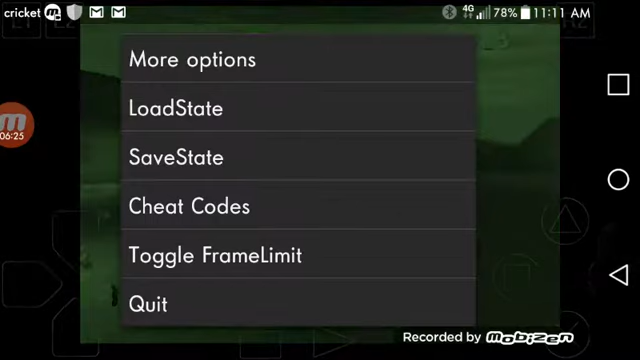 cricket 4G 78% 11:11 AM
More options
LoadState
SaveState
Cheat Codes
Toggle FrameLimit
Quit
06:25
Recorded by Mobizen